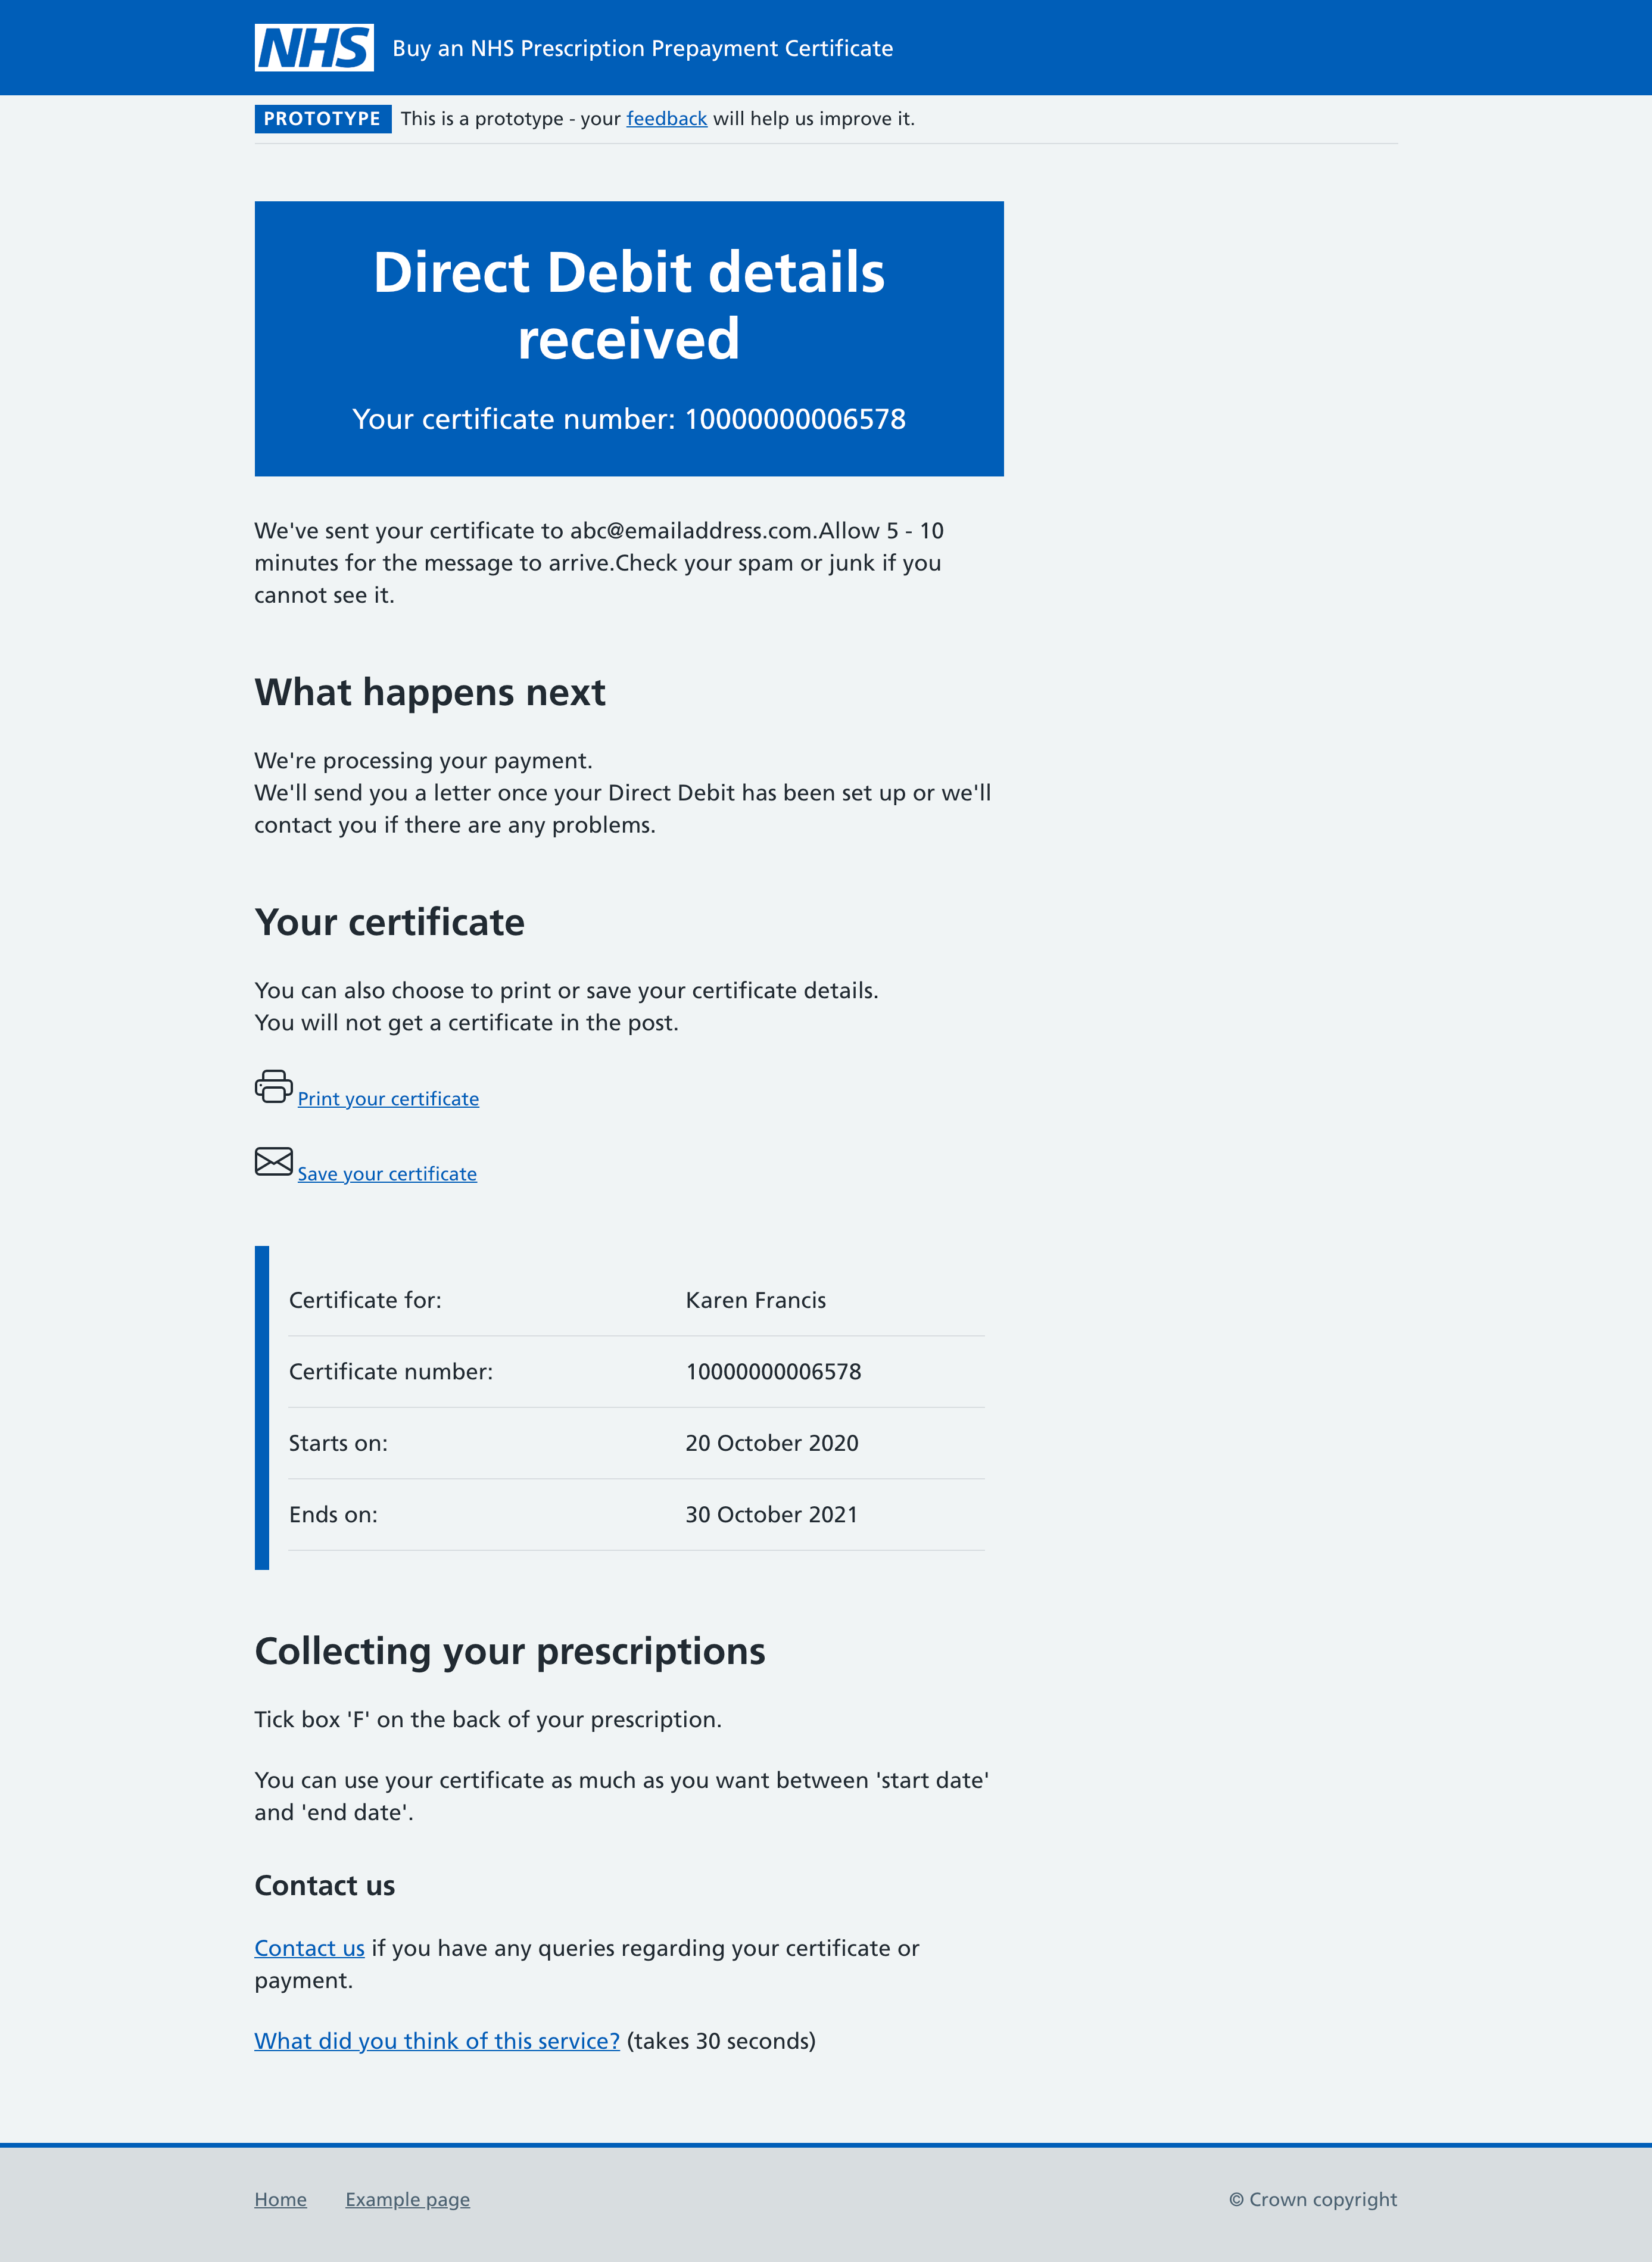 NHS Buy an NHS Prescription Prepayment Certificate
PROTOTYPE This is a prototype - your feedback will help us improve it.
Direct Debit details
received
Your certificate number: 10000000006578
We've sent your certificate to abc@emailaddress.com.Allow 5 - 10
minutes for the message to arrive.Check your spam or junk if you
cannot see it.
What happens next
We're processing your payment.
We'll send you a letter once your Direct Debit has been set up or we'll
contact you if there are any problems.
Your certificate
You can also choose to print or save your certificate details.
You will not get a certificate in the post.
Print your certificate
Save your certificate
Certificate for: Karen Francis
Certificate number: 10000000006578
Starts on: 20 October 2020
Ends on: 30 October 2021
Collecting your prescriptions
Tick box 'F' on the back of your prescription.
You can use your certificate as much as you want between 'start date'
and 'end date'.
Contact us
Contact us if you have any queries regarding your certificate or
payment.
What did you think of this service? (takes 30 seconds)
Home Example page © Crown copyright